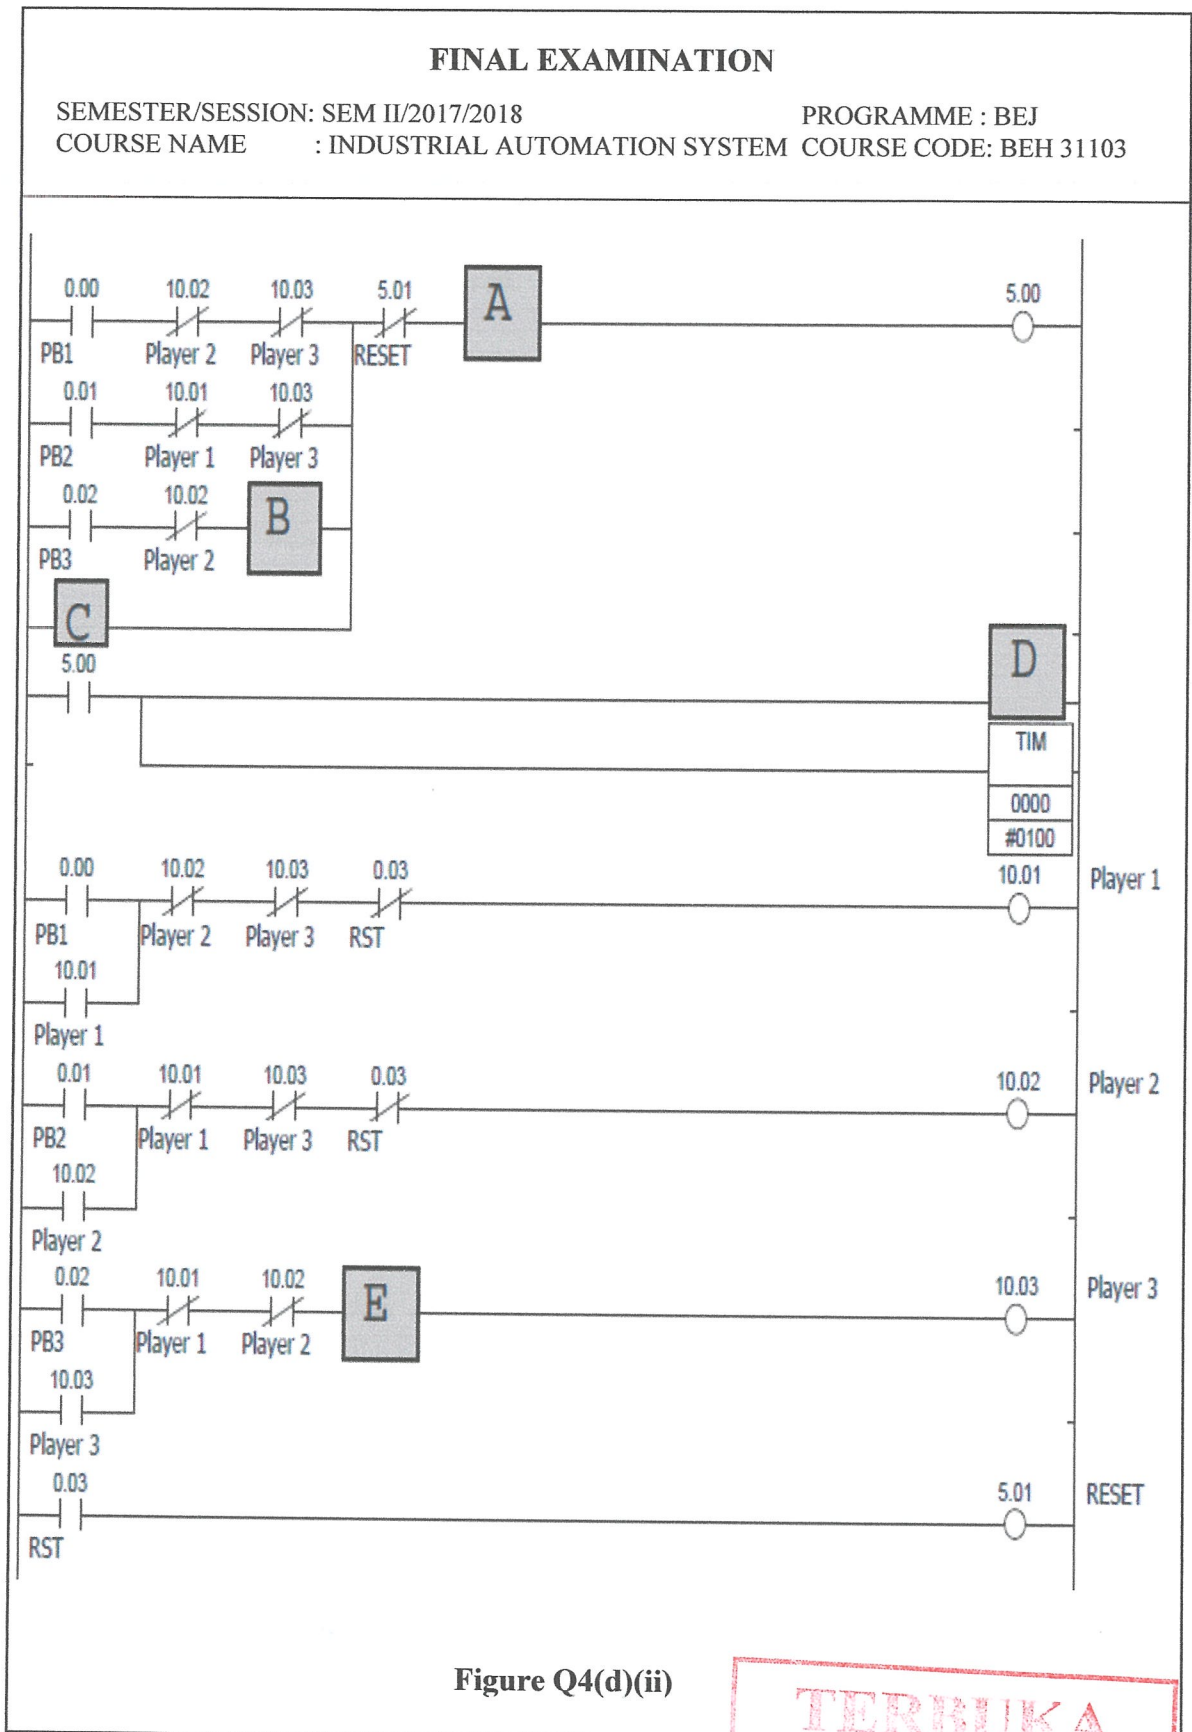 FINAL EXAMINATION
SEMESTER/SESSION: SEM II/2017/2018 PROGRAMME : BEJ
COURSE NAME : INDUSTRIAL AUTOMATION SYSTEM COURSE CODE: BEH 31103
0.00 10.02 10.03 5.01 A 5.00
PB1 Player 2 Player 3 RESET
0.01 10.01 10.03
PB2 Player 1 Player 3
0.02 10.02 B
PB3 Player 2
C
5.00 D
TIM
0000
#0100
0.00 10.02 10.03 0.03 10.01 Player 1
PB1 Player 2 Player 3 RST
10.01
Player 1
0.01 10.01 10.03 0.03 10.02 Player 2
PB2 Player 1 Player 3 RST
10.02
Player 2
0.02 10.01 10.02 E 10.03 Player 3
PB3 Player 1 Player 2
10.03
Player 3
0.03 5.01 RESET
RST
Figure Q4(d)(ii)
TERBUKA